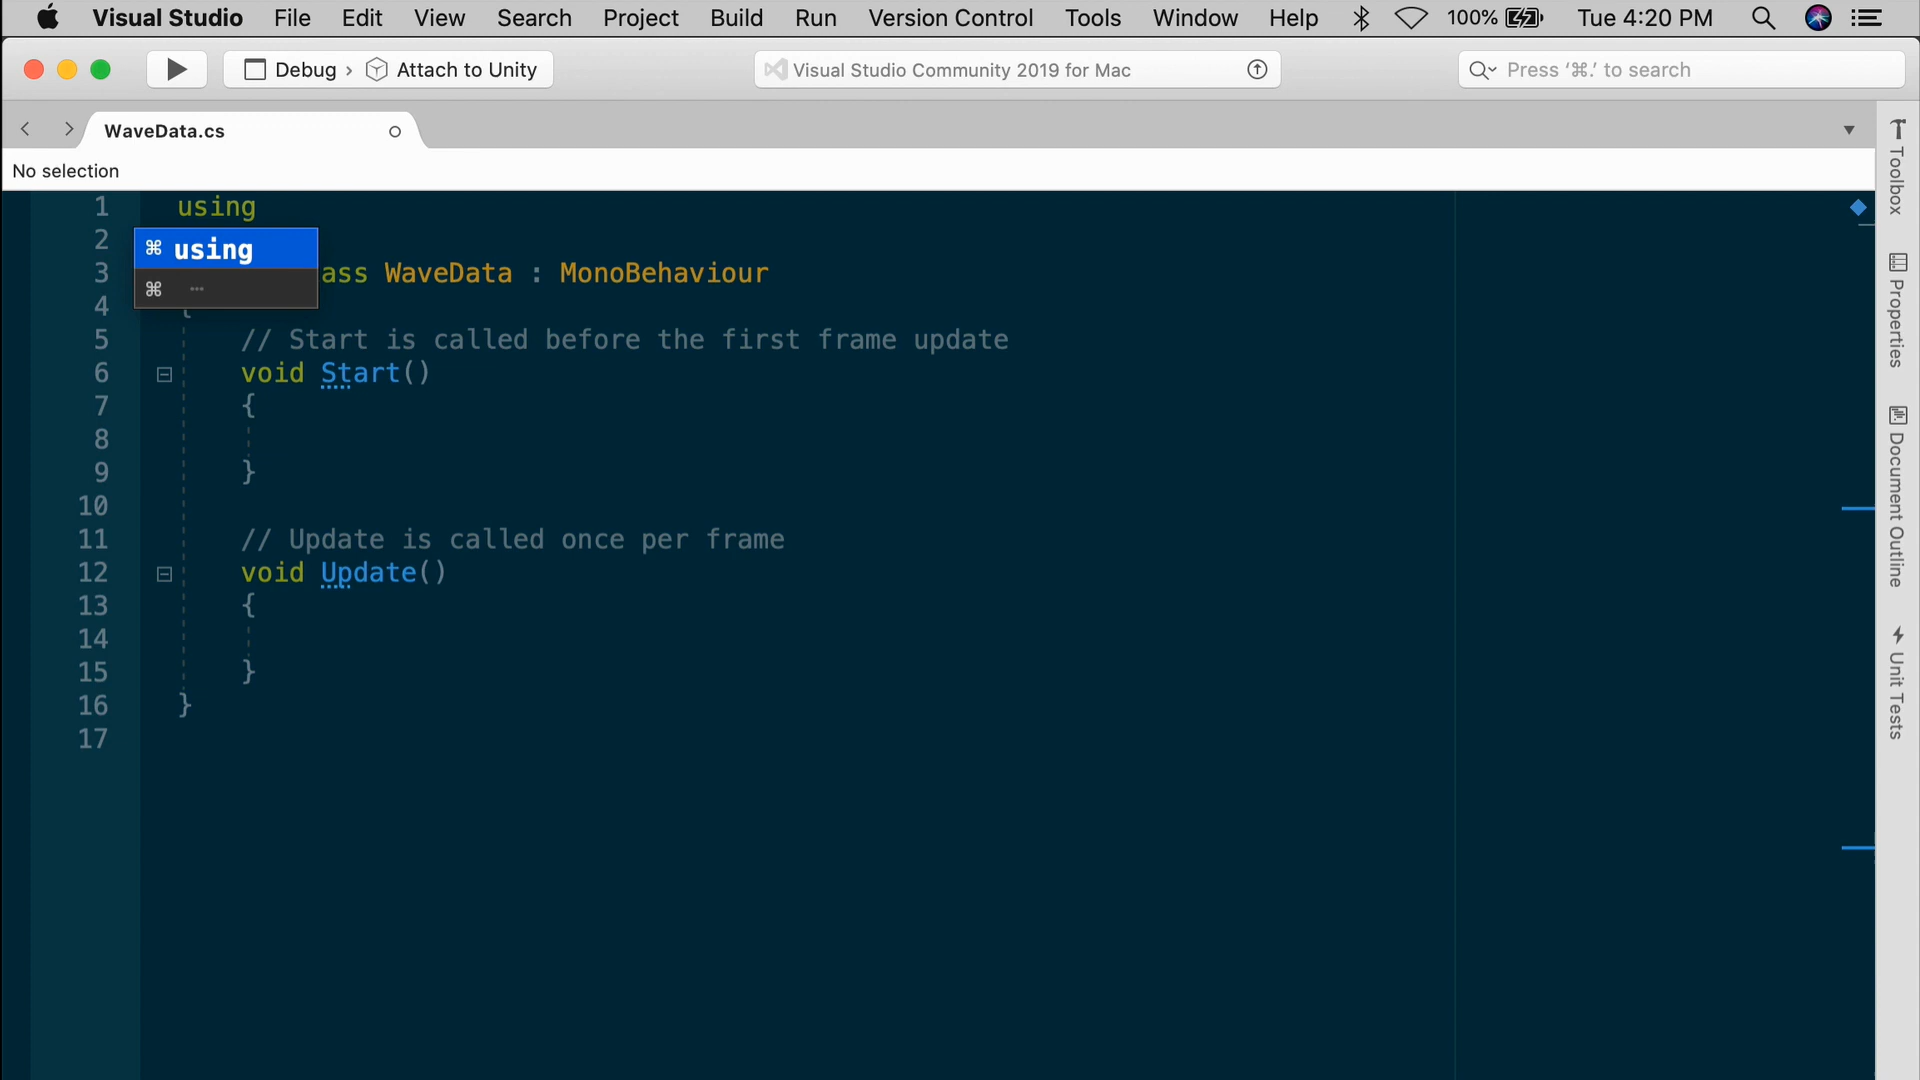 Visual Studio File Edit View Search Project Build Run Version Control Tools Window Help 100% Tue 4:20 PM
Debug › Attach to Unity Visual Studio Community 2019 for Mac Press ‘⌘.’ to search
WaveData.cs
No selection
1 using
2
using
3 ass WaveData : MonoBehaviour
…
4 {
5 // Start is called before the first frame update
6 void Start()
7 {
8
9 }
10
11 // Update is called once per frame
12 void Update()
13 {
14
15 }
16 }
17
Toolbox
Properties
Document Outline
Unit Tests